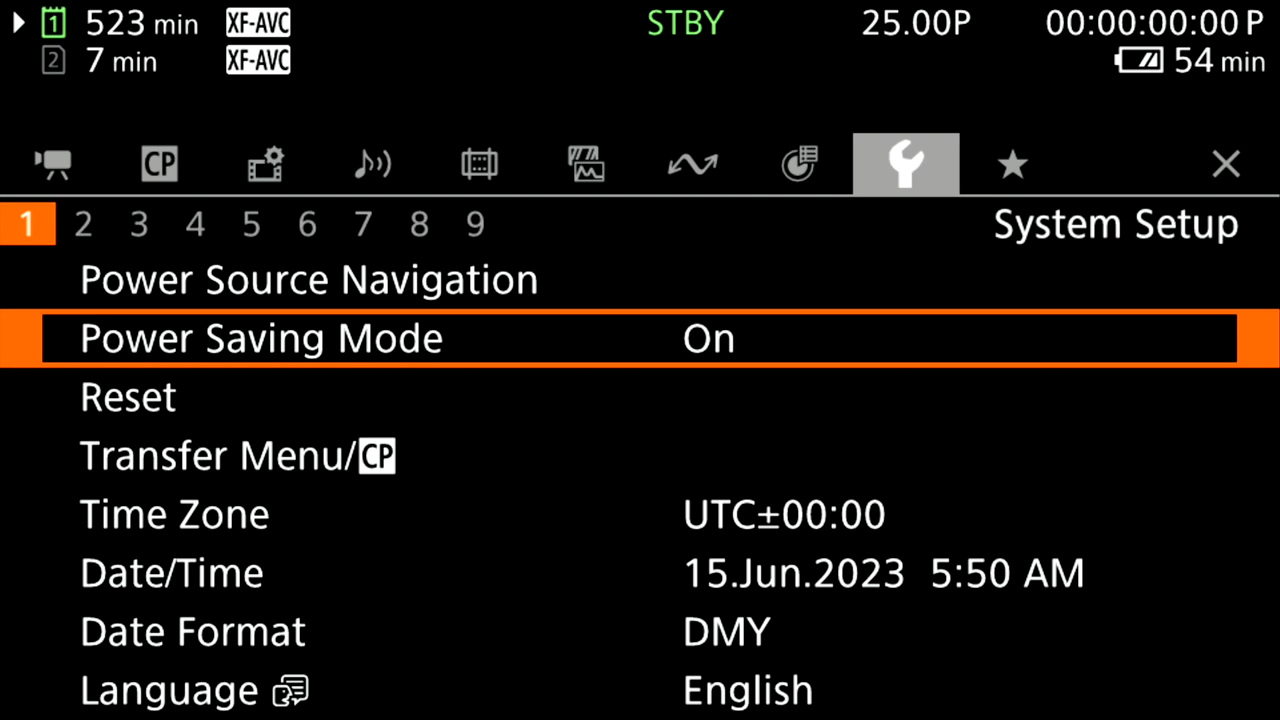 1 523 min XF-AVC STBY 25.00P 00:00:00:00 P
2 7 min XF-AVC 54 min
CP
1 2 3 4 5 6 7 8 9 System Setup
Power Source Navigation
Power Saving Mode On
Reset
Transfer Menu/CP
Time Zone UTC±00:00
Date/Time 15.Jun.2023 5:50 AM
Date Format DMY
Language English